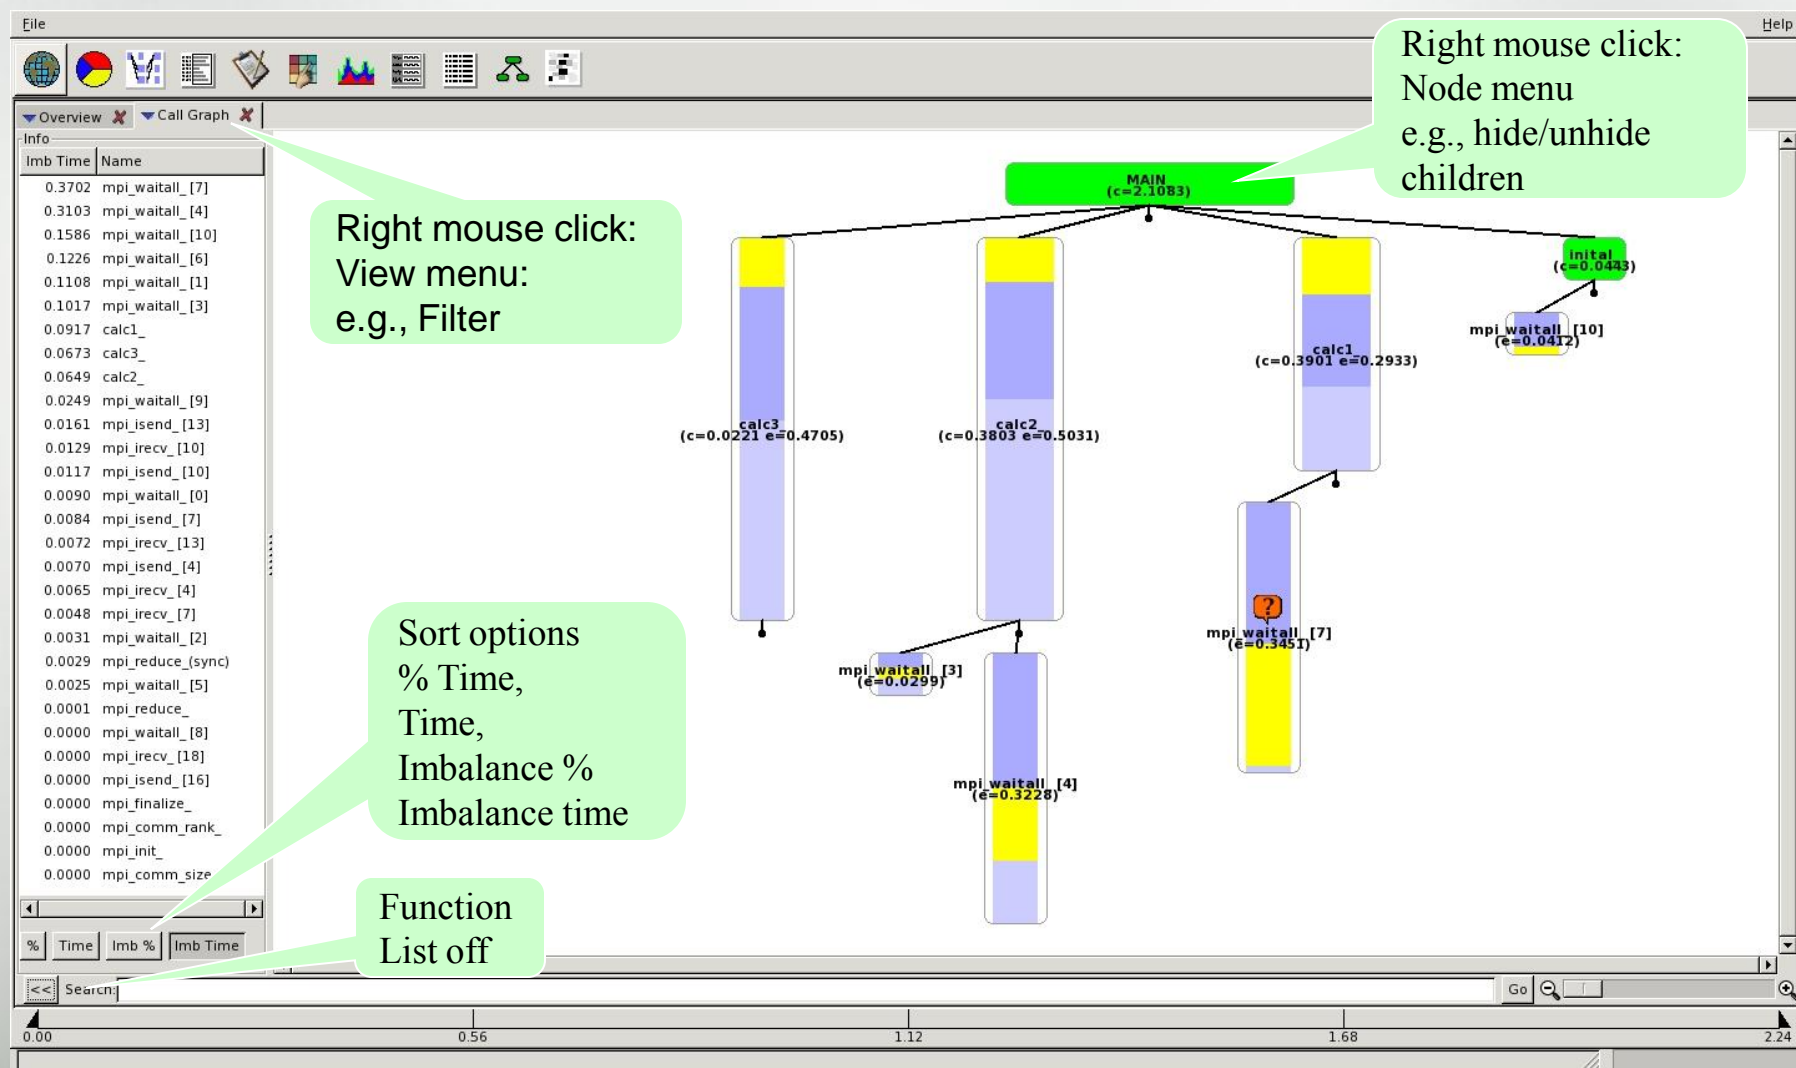 File
Help
Overview
Call Graph
Info
Imb Time Name
0.3702 mpi_waitall_ [7]
0.3103 mpi_waitall_ [4]
0.1586 mpi_waitall_ [10]
0.1226 mpi_waitall_ [6]
0.1108 mpi_waitall_ [1]
0.1017 mpi_waitall_ [3]
0.0917 calc1_
0.0673 calc3_
0.0649 calc2_
0.0249 mpi_waitall_ [9]
0.0161 mpi_isend_ [13]
0.0129 mpi_irecv_ [10]
0.0117 mpi_isend_ [10]
0.0090 mpi_waitall_ [0]
0.0084 mpi_isend_ [7]
0.0072 mpi_irecv_ [13]
0.0070 mpi_isend_ [4]
0.0065 mpi_irecv_ [4]
0.0048 mpi_irecv_ [7]
0.0031 mpi_waitall_ [2]
0.0029 mpi_reduce_(sync)
0.0025 mpi_waitall_ [5]
0.0001 mpi_reduce_
0.0000 mpi_waitall_ [8]
0.0000 mpi_irecv_ [18]
0.0000 mpi_isend_ [16]
0.0000 mpi_finalize_
0.0000 mpi_comm_rank_
0.0000 mpi_init_
0.0000 mpi_comm_size
% Time Imb % Imb Time
<< Search:
Go
Right mouse click:
View menu:
e.g., Filter
Right mouse click:
Node menu
e.g., hide/unhide
children
Sort options
% Time,
Time,
Imbalance %
Imbalance time
Function
List off
MAIN
(c=2.1083)
inital_
(c=0.0443)
mpi_waitall_ [10]
(e=0.0412)
calc1_
(c=0.3901 e=0.2933)
calc3_
(c=0.0221 e=0.4705)
calc2_
(c=0.3803 e=0.5031)
mpi_waitall_ [7]
(e=0.3451)
mpi_waitall_ [3]
(e=0.0299)
mpi_waitall_ [4]
(e=0.3228)
?
0.00 0.56 1.12 1.68 2.24